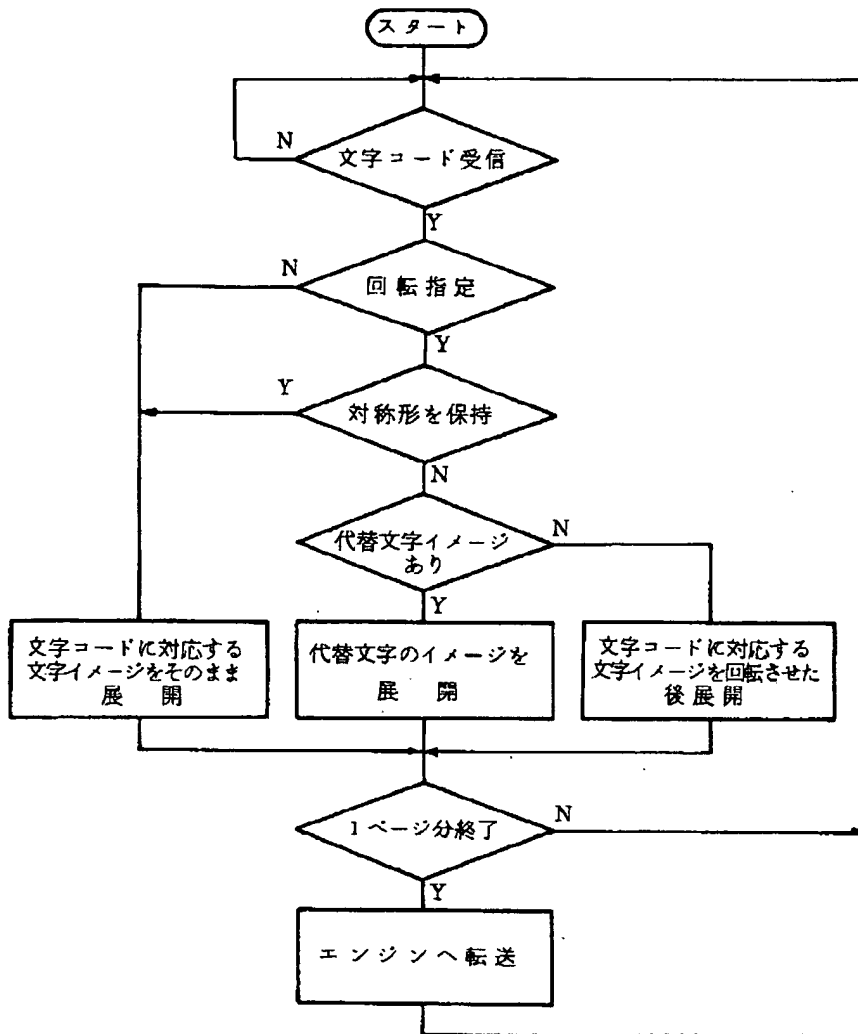 スタート
N
文字コード受信
Y
N
回転指定
Y
Y
対称形を保持
N
代替文字イメージ
あり
N
Y
文字コードに対応する
文字イメージをそのまま
展開
代替文字のイメージを
展開
文字コードに対応する
文字イメージを回転させた
後展開
1ページ分終了
N
Y
エンジンへ転送